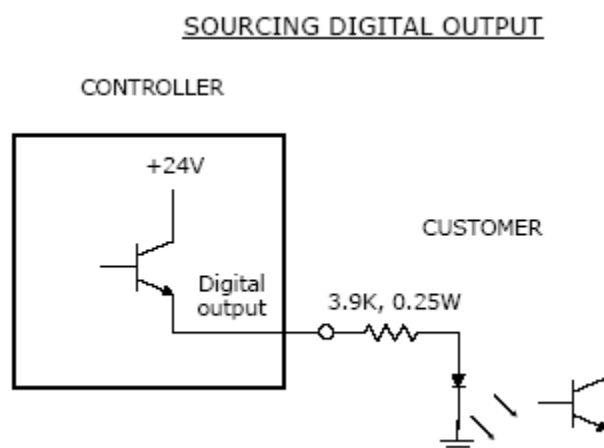 SOURCING DIGITAL OUTPUT
CONTROLLER
+24V
CUSTOMER
Digital
output
3.9K, 0.25W